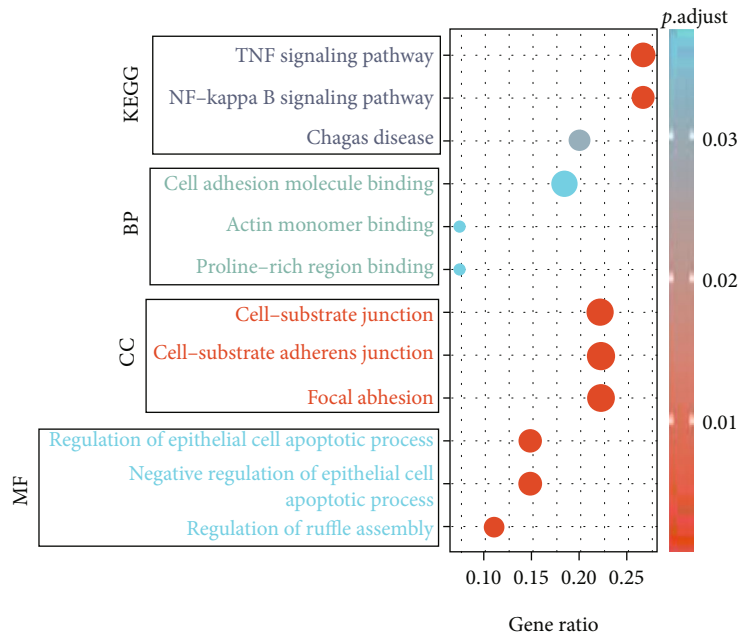 p.adjust
KEGG
TNF signaling pathway
NF–kappa B signaling pathway
Chagas disease
BP
Cell adhesion molecule binding
Actin monomer binding
Proline–rich region binding
CC
Cell–substrate junction
Cell–substrate adherens junction
Focal abhesion
MF
Regulation of epithelial cell apoptotic process
Negative regulation of epithelial cell
apoptotic process
Regulation of ruffle assembly
0.03
0.02
0.01
0.10 0.15 0.20 0.25
Gene ratio